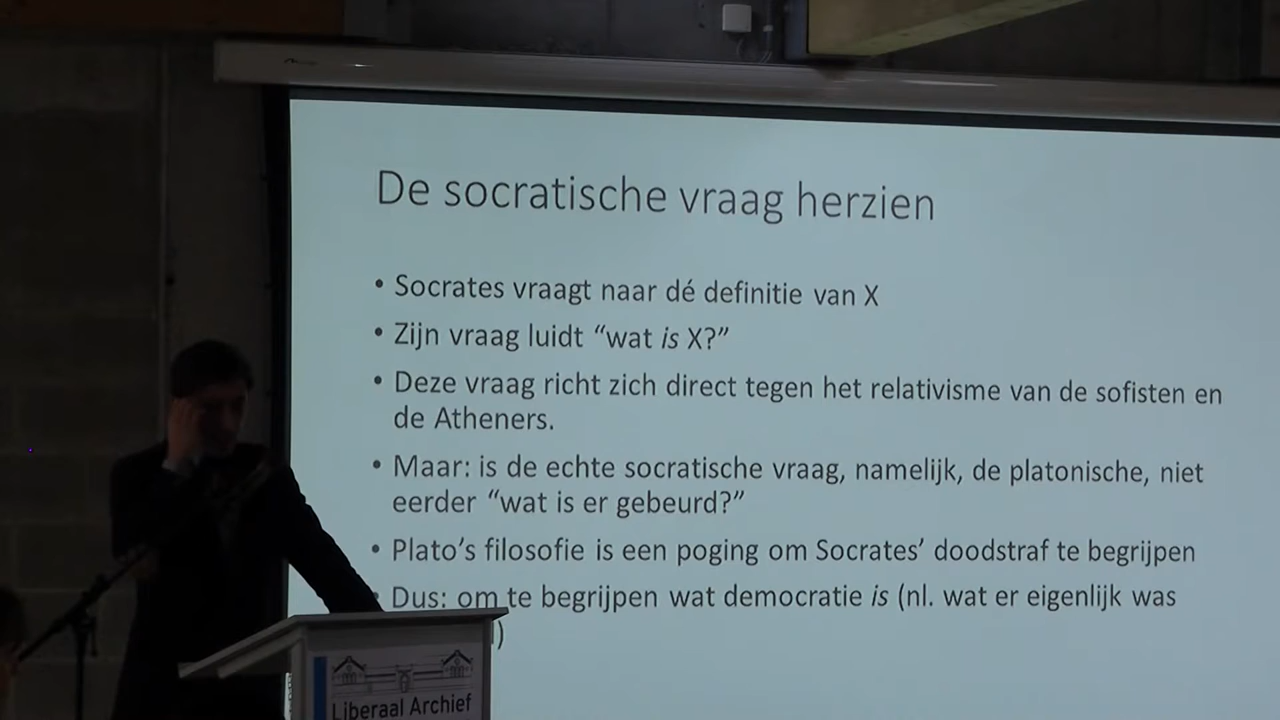 De socratische vraag herzien
• Socrates vraagt naar dé definitie van X
• Zijn vraag luidt “wat is X?”
• Deze vraag richt zich direct tegen het relativisme van de sofisten en
de Atheners.
• Maar: is de echte socratische vraag, namelijk, de platonische, niet
eerder “wat is er gebeurd?”
• Plato’s filosofie is een poging om Socrates’ doodstraf te begrijpen
• Dus: om te begrijpen wat democratie is (nl. wat er eigenlijk was
)
Liberaal Archief